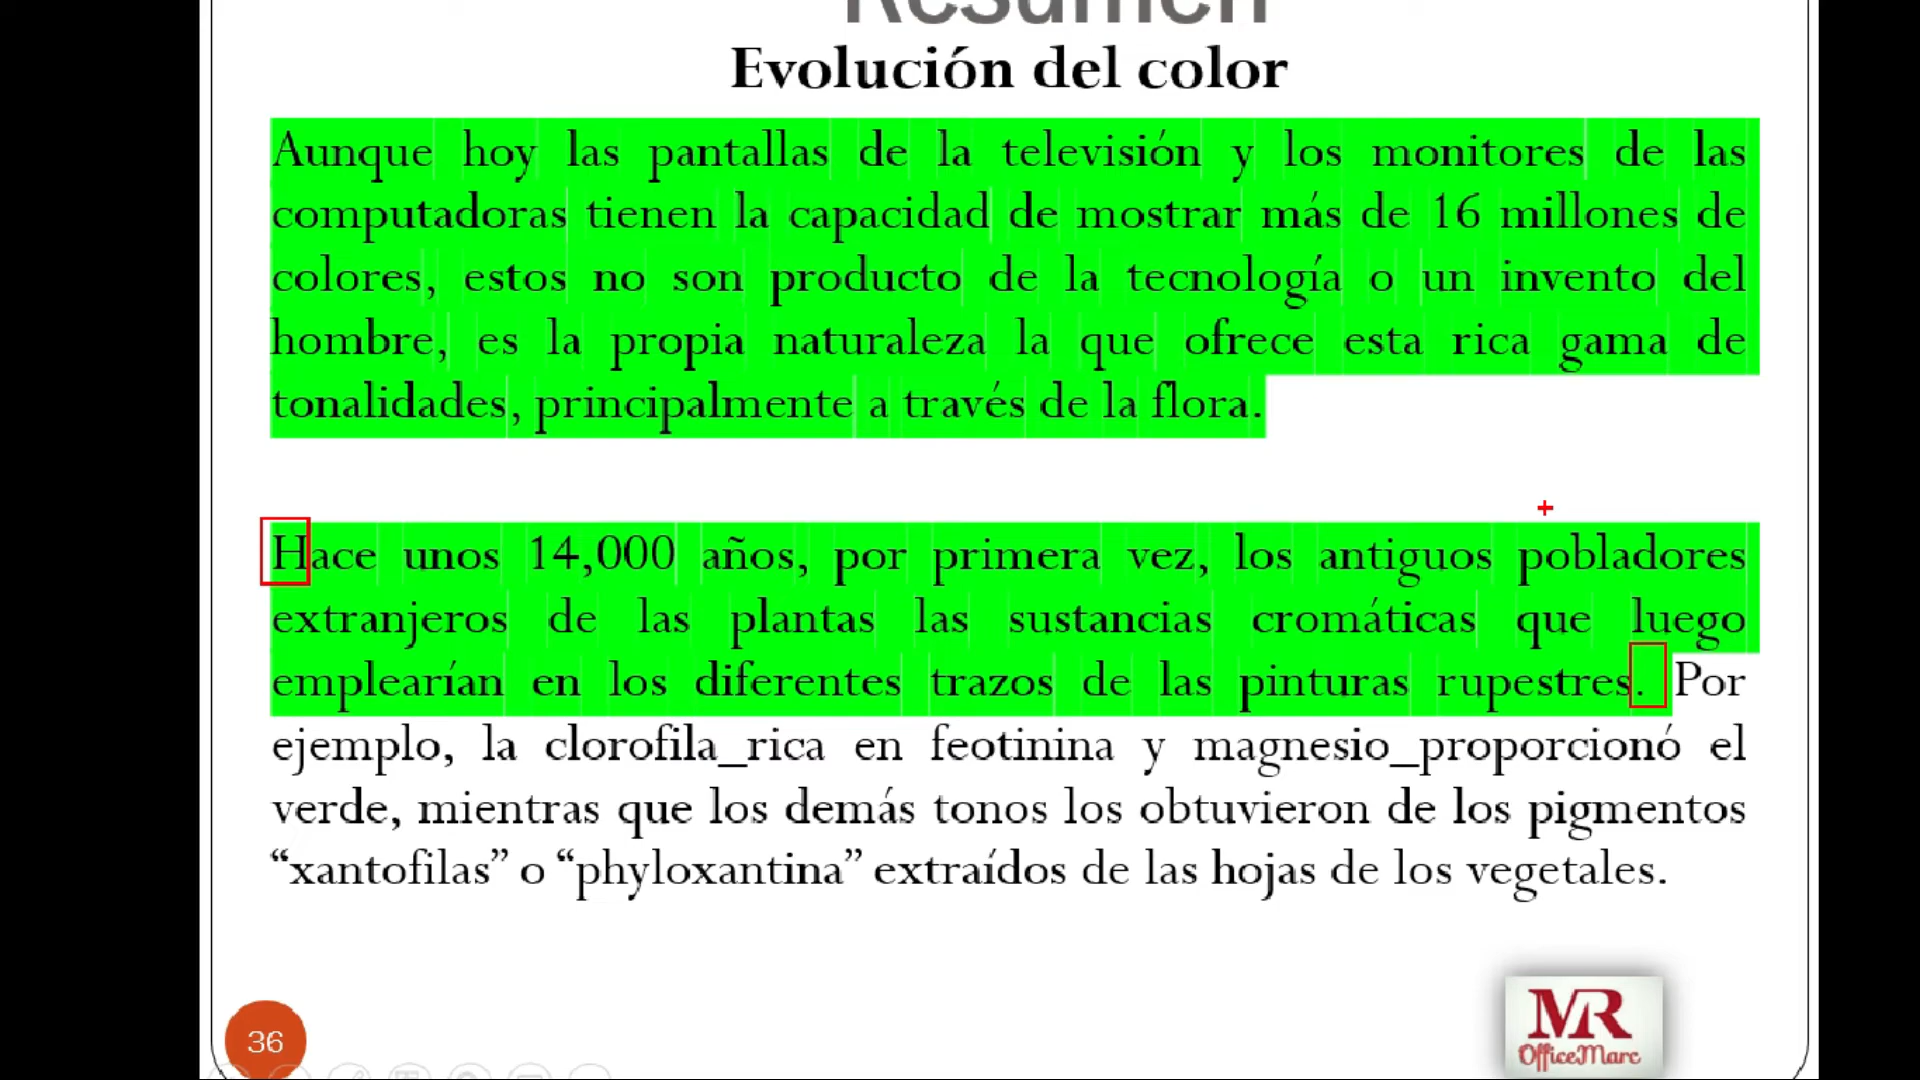 Resumen
Evolución del color
Aunque hoy las pantallas de la televisión y los monitores de las
computadoras tienen la capacidad de mostrar más de 16 millones de
colores, estos no son producto de la tecnología o un invento del
hombre, es la propia naturaleza la que ofrece esta rica gama de
tonalidades, principalmente a través de la flora.
Hace unos 14,000 años, por primera vez, los antiguos pobladores
extranjeros de las plantas las sustancias cromáticas que luego
emplearían en los diferentes trazos de las pinturas rupestres. Por
ejemplo, la clorofila_rica en feotinina y magnesio_proporcionó el
verde, mientras que los demás tonos los obtuvieron de los pigmentos
“xantofilas” o “phyloxantina” extraídos de las hojas de los vegetales.
36
MR
OfficeMarc